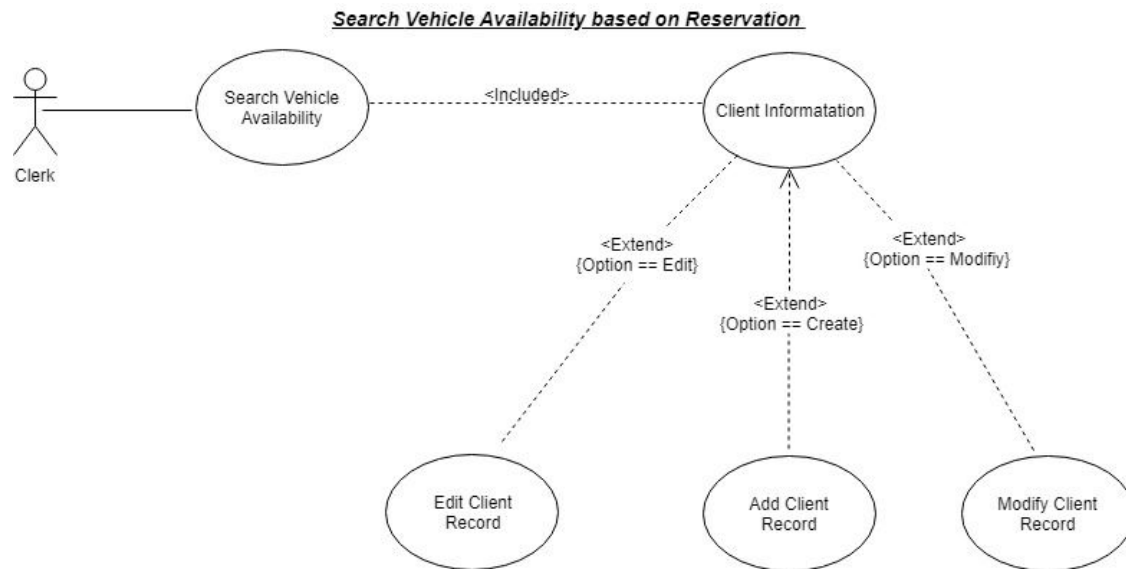 Search Vehicle Availability based on Reservation
Search Vehicle
Availability
<Included>
Client Informatation
Clerk
<Extend>
{Option == Edit}
<Extend>
{Option == Modifiy}
<Extend>
{Option == Create}
Edit Client
Record
Add Client
Record
Modify Client
Record